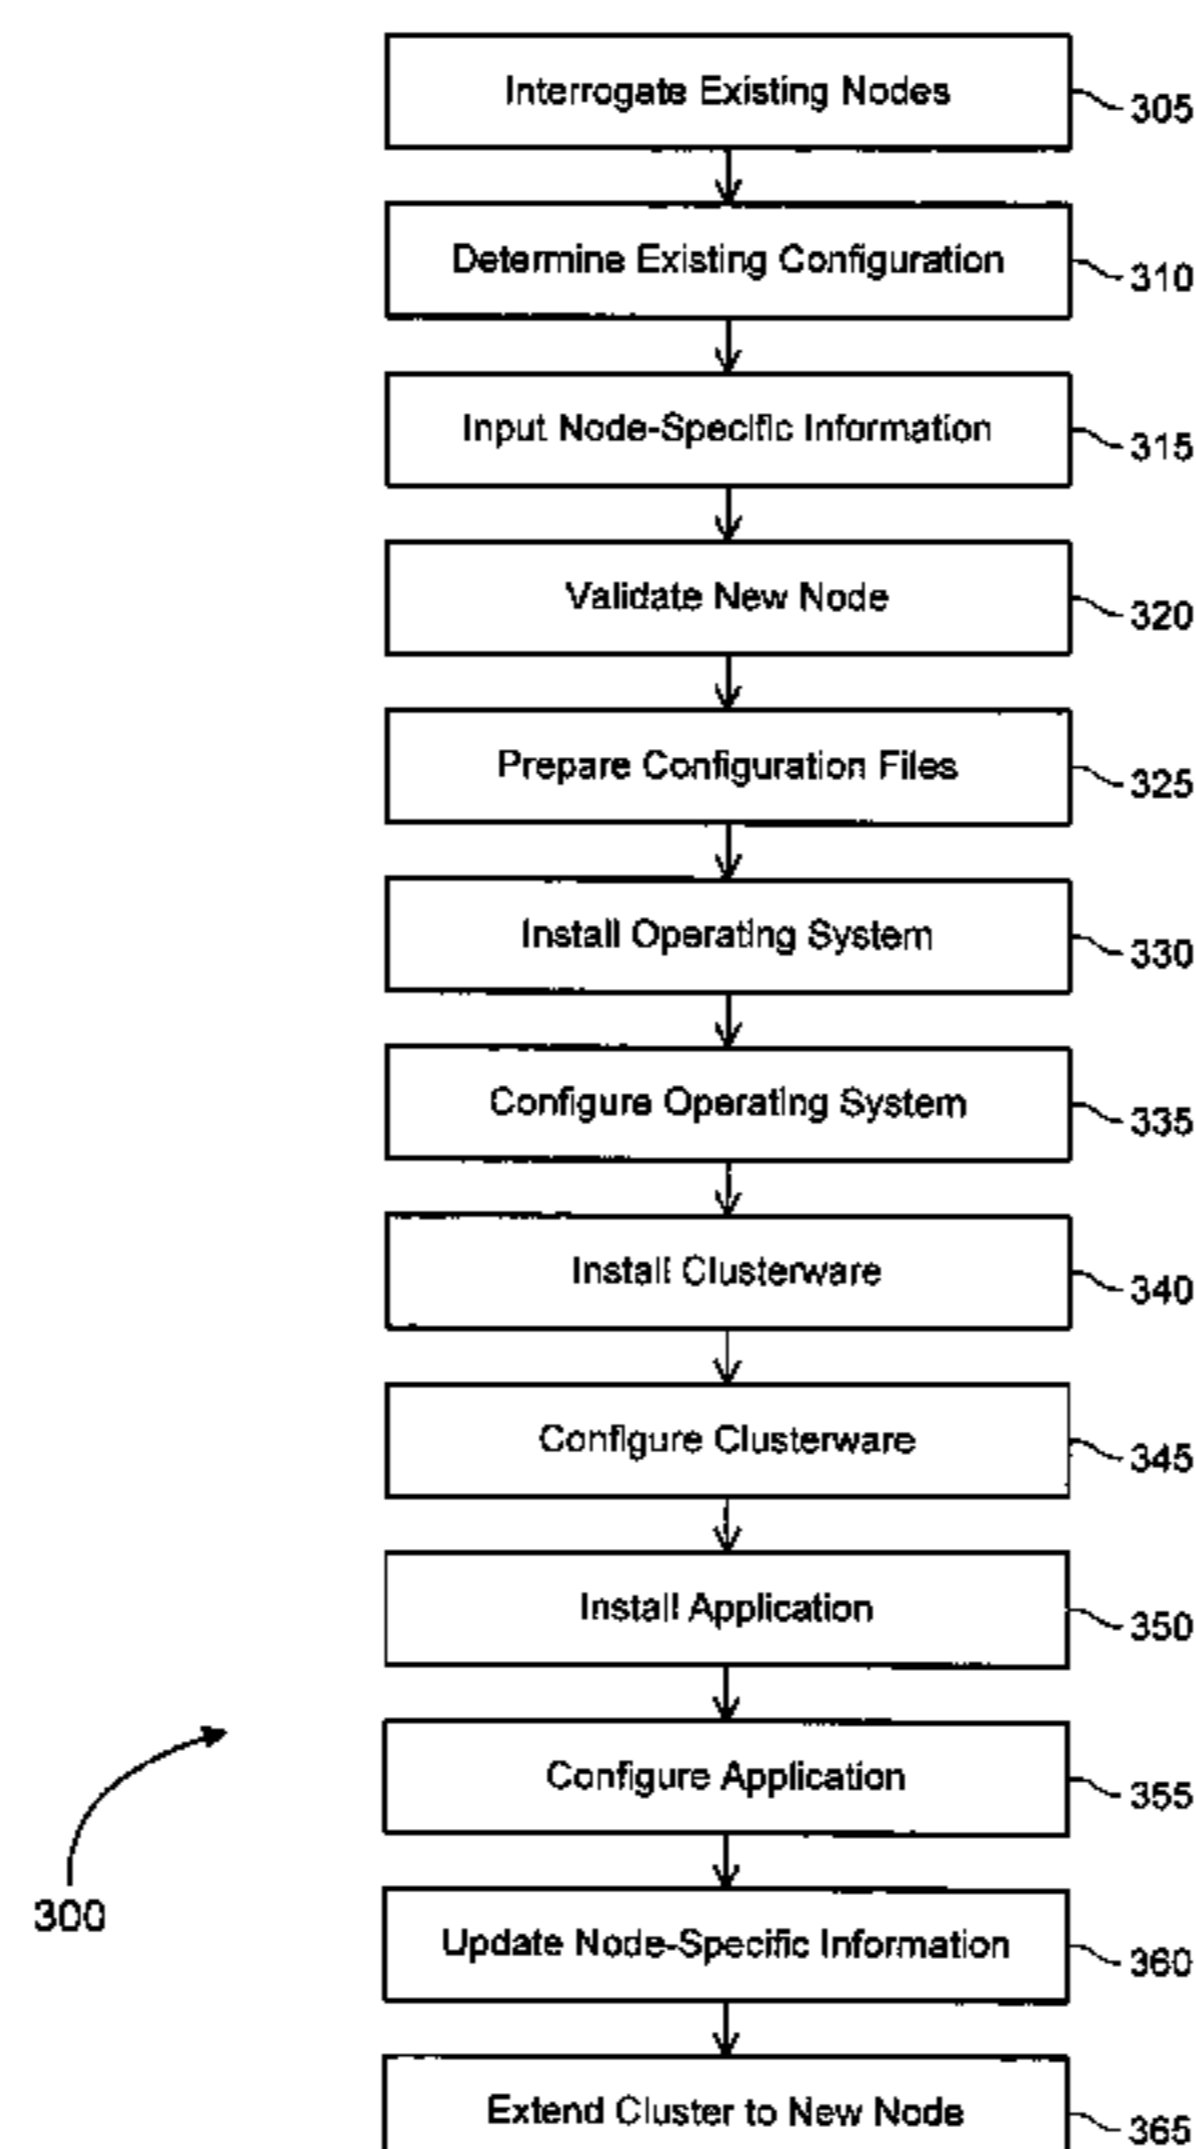 Interrogate Existing Nodes
305
Determine Existing Configuration
310
Input Node-Specific Information
315
Validate New Node
320
Prepare Configuration Files
325
Install Operating System
330
Configure Operating System
335
Install Clusterware
340
Configure Clusterware
345
Install Application
350
Configure Application
355
300
Update Node-Specific Information
360
Extend Cluster to New Node
365